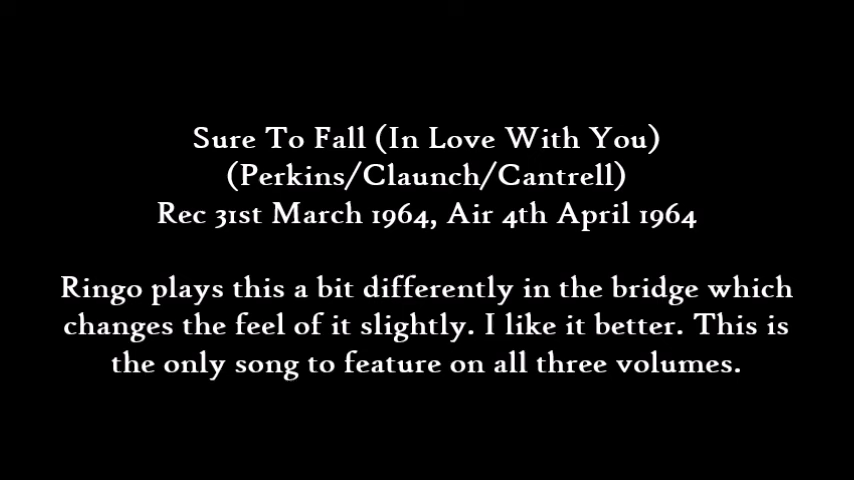 Sure To Fall (In Love With You)
(Perkins/Claunch/Cantrell)
Rec 31st March 1964, Air 4th April 1964
Ringo plays this a bit differently in the bridge which
changes the feel of it slightly. I like it better. This is
the only song to feature on all three volumes.